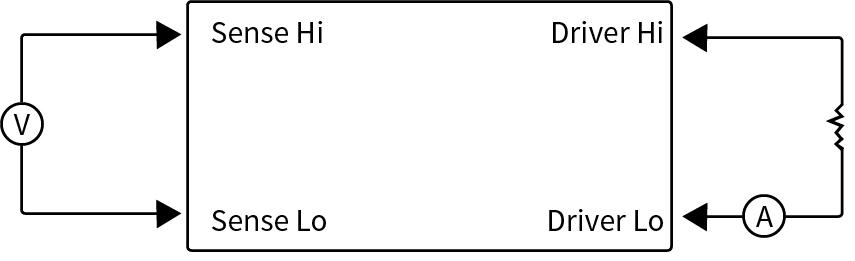 Sense Hi
Driver Hi
V
A
Sense Lo
Driver Lo